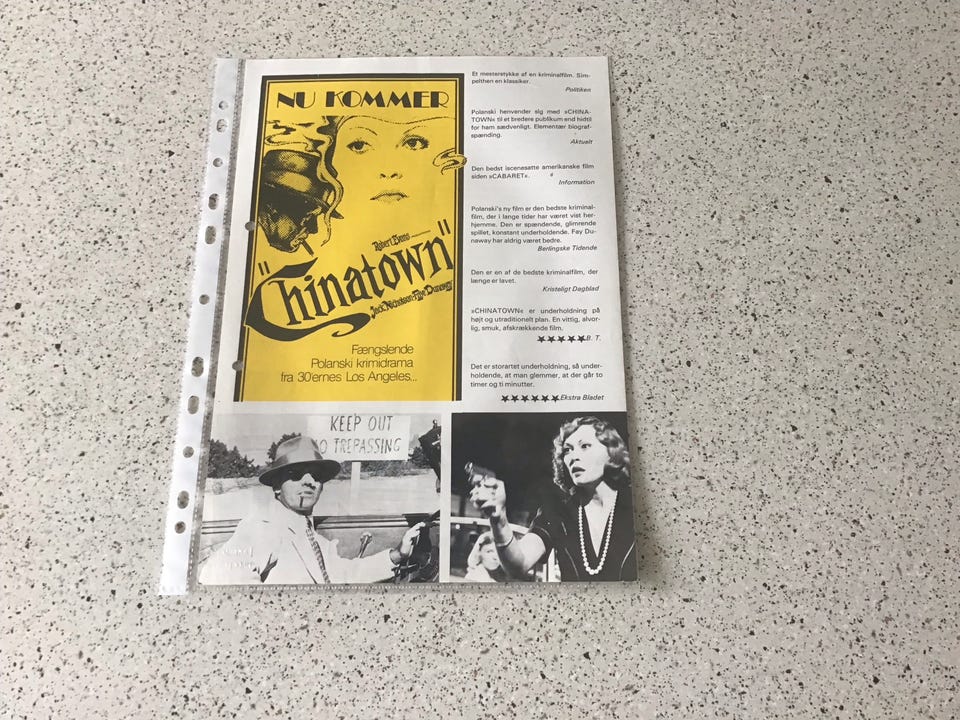 NU KOMMER
Robert Evans
"Chinatown"
Jack Nicholson · Faye Dunaway
Fængslende
Polanski krimidrama
fra 30'ernes Los Angeles...
Et mesterstykke af en kriminalfilm. Sim-
pelthen en klassiker.
Politiken
Polanski henvender sig med »CHINA-
TOWN« til et bredere publikum end hidtil
for ham sædvenligt. Elementær biograf-
spænding.
Aktuelt
Den bedst iscenesatte amerikanske film
siden »CABARET«.
Information
Polanski's ny film er den bedste kriminal-
film, der i lange tider har været vist her-
hjemme. Den er spændende, glimrende
spillet, konstant underholdende. Fay Du-
naway har aldrig været bedre.
Berlingske Tidende
Den er en af de bedste kriminalfilm, der
længe er lavet.
Kristeligt Dagblad
»CHINATOWN« er underholdning på
højt og utraditionelt plan. En vittig, alvor-
lig, smuk, afskrækkende film.
★★★★★B. T.
Det er storartet underholdning, så under-
holdende, at man glemmer, at der går to
timer og ti minutter.
★★★★★★Ekstra Bladet
KEEP OUT
NO TREPASSING